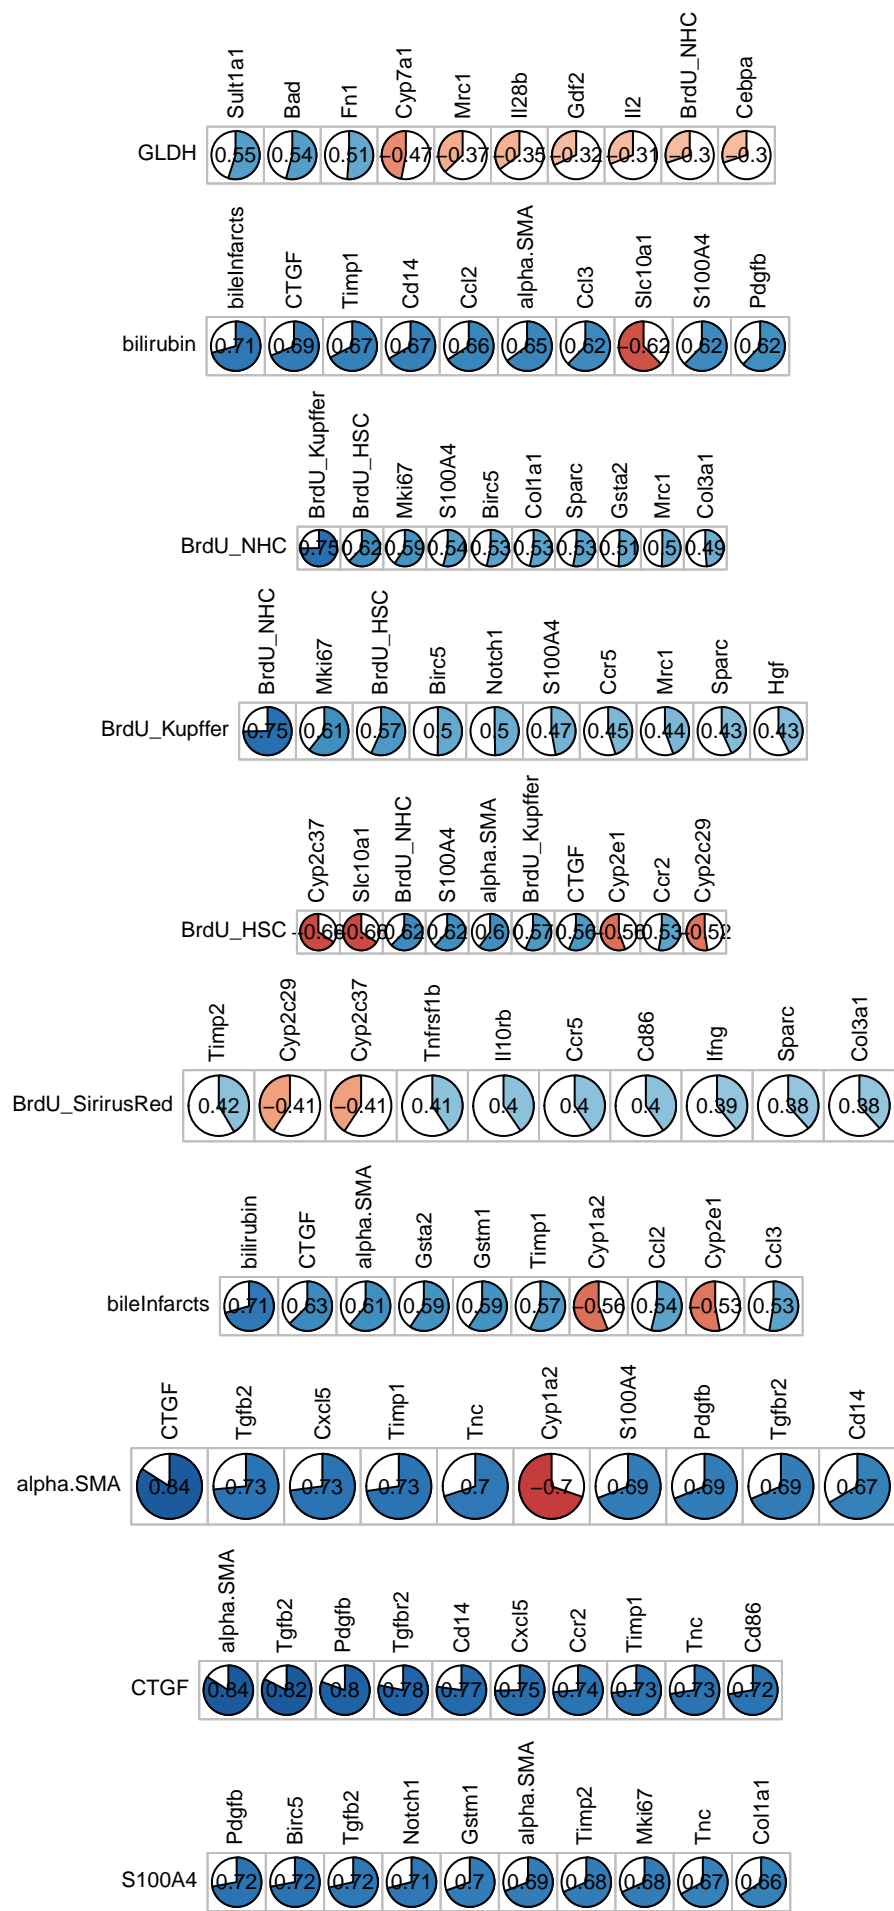 Sult1a1 Bad Fn1 Cyp7a1 Mrc1 Il28b Gdf2 Il2 BrdU_NHC Cebpa
GLDH 0.55 0.54 0.51 −0.47 −0.37 −0.35 −0.32 −0.31 −0.3 −0.3
bileInfarcts CTGF Timp1 Cd14 Ccl2 alpha.SMA Ccl3 Slc10a1 S100A4 Pdgfb
bilirubin 0.71 0.69 0.67 0.67 0.66 0.65 0.62 −0.62 0.62 0.62
BrdU_Kupffer BrdU_HSC Mki67 S100A4 Birc5 Col1a1 Sparc Gsta2 Mrc1 Col3a1
BrdU_NHC 0.75 0.62 0.59 0.54 0.53 0.53 0.53 0.51 0.5 0.49
BrdU_NHC Mki67 BrdU_HSC Birc5 Notch1 S100A4 Ccr5 Mrc1 Sparc Hgf
BrdU_Kupffer 0.75 0.61 0.57 0.5 0.5 0.47 0.45 0.44 0.43 0.43
Cyp2c37 Slc10a1 BrdU_NHC S100A4 alpha.SMA BrdU_Kupffer CTGF Cyp2e1 Ccr2 Cyp2c29
BrdU_HSC −0.66 −0.66 0.62 0.62 0.6 0.57 0.56 −0.56 0.53 −0.52
Timp2 Cyp2c29 Cyp2c37 Tnfrsf1b Il10rb Ccr5 Cd86 Ifng Sparc Col3a1
BrdU_SirirusRed 0.42 −0.41 −0.41 0.41 0.4 0.4 0.4 0.39 0.38 0.38
bilirubin CTGF alpha.SMA Gsta2 Gstm1 Timp1 Cyp1a2 Ccl2 Cyp2e1 Ccl3
bileInfarcts 0.71 0.63 0.61 0.59 0.59 0.57 −0.56 0.54 −0.53 0.53
CTGF Tgfb2 Cxcl5 Timp1 Tnc Cyp1a2 S100A4 Pdgfb Tgfbr2 Cd14
alpha.SMA 0.84 0.73 0.73 0.73 0.7 −0.7 0.69 0.69 0.69 0.67
alpha.SMA Tgfb2 Pdgfb Tgfbr2 Cd14 Cxcl5 Ccr2 Timp1 Tnc Cd86
CTGF 0.84 0.82 0.8 0.78 0.77 0.75 0.74 0.73 0.73 0.72
Pdgfb Birc5 Tgfb2 Notch1 Gstm1 alpha.SMA Timp2 Mki67 Tnc Col1a1
S100A4 0.72 0.72 0.72 0.71 0.7 0.69 0.68 0.68 0.67 0.66